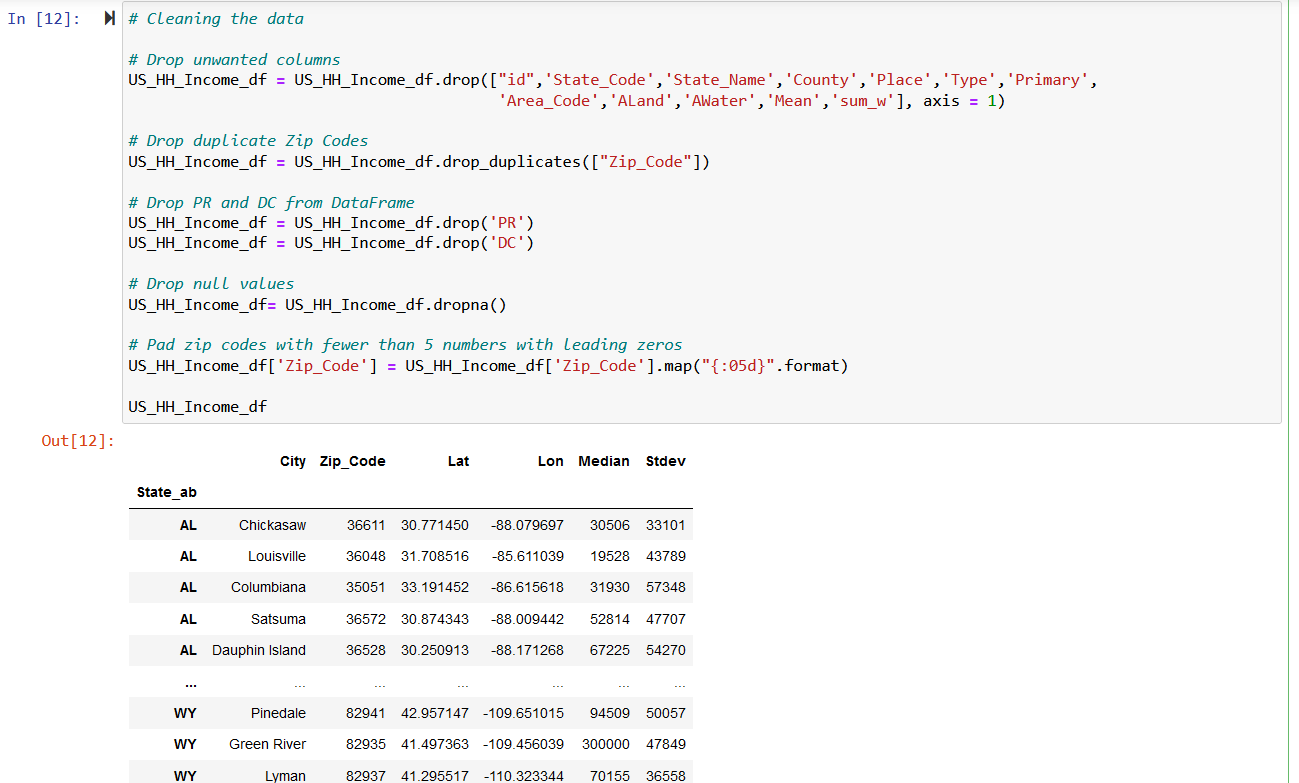 In [12]:
# Cleaning the data
# Drop unwanted columns
US_HH_Income_df = US_HH_Income_df.drop(["id",'State_Code','State_Name','County','Place','Type','Primary',
'Area_Code','ALand','AWater','Mean','sum_w'], axis = 1)
# Drop duplicate Zip Codes
US_HH_Income_df = US_HH_Income_df.drop_duplicates(["Zip_Code"])
# Drop PR and DC from DataFrame
US_HH_Income_df = US_HH_Income_df.drop('PR')
US_HH_Income_df = US_HH_Income_df.drop('DC')
# Drop null values
US_HH_Income_df= US_HH_Income_df.dropna()
# Pad zip codes with fewer than 5 numbers with leading zeros
US_HH_Income_df['Zip_Code'] = US_HH_Income_df['Zip_Code'].map("{:05d}".format)
US_HH_Income_df
Out[12]:
City Zip_Code Lat Lon Median Stdev
State_ab
AL Chickasaw 36611 30.771450 -88.079697 30506 33101
AL Louisville 36048 31.708516 -85.611039 19528 43789
AL Columbiana 35051 33.191452 -86.615618 31930 57348
AL Satsuma 36572 30.874343 -88.009442 52814 47707
AL Dauphin Island 36528 30.250913 -88.171268 67225 54270
... ... ... ... ... ... ...
WY Pinedale 82941 42.957147 -109.651015 94509 50057
WY Green River 82935 41.497363 -109.456039 300000 47849
WY Lyman 82937 41.295517 -110.323344 70155 36558